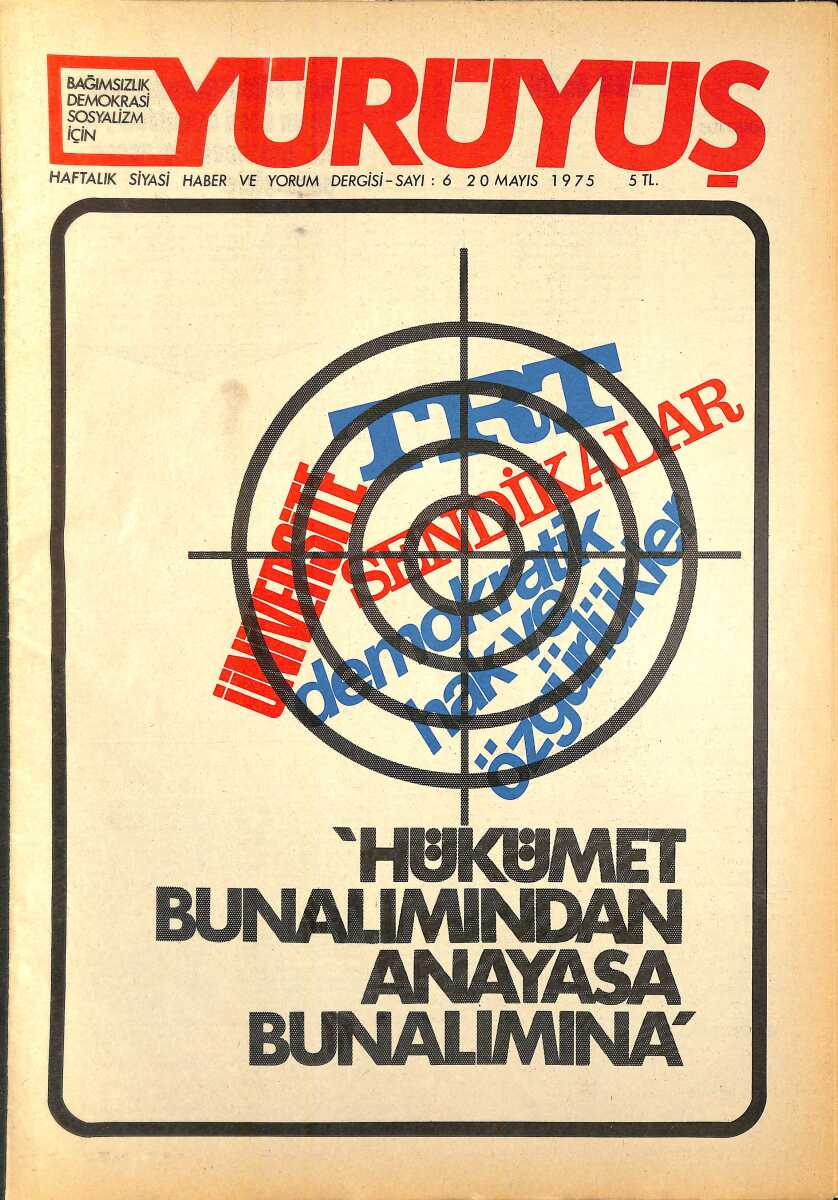 BAĞIMSIZLIK
DEMOKRASİ
SOSYALİZM
İÇİN
YÜRÜYÜŞ
HAFTALIK SİYASİ HABER VE YORUM DERGİSİ-SAYI : 6 20 MAYIS 1975 5 TL.
TRT
ÜNİVERSİTE
SENDİKALAR
demokratik
hak ve
özgürlükler
'HÜKÜMET
BUNALIMINDAN
ANAYASA
BUNALIMINA'